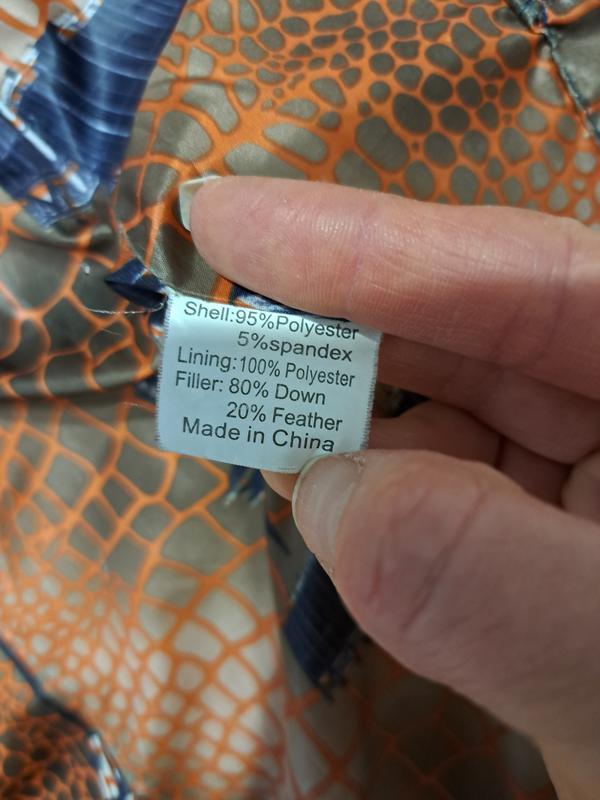 Shell:95%Polyester
5%spandex
Lining:100% Polyester
Filler: 80% Down
20% Feather
Made in China